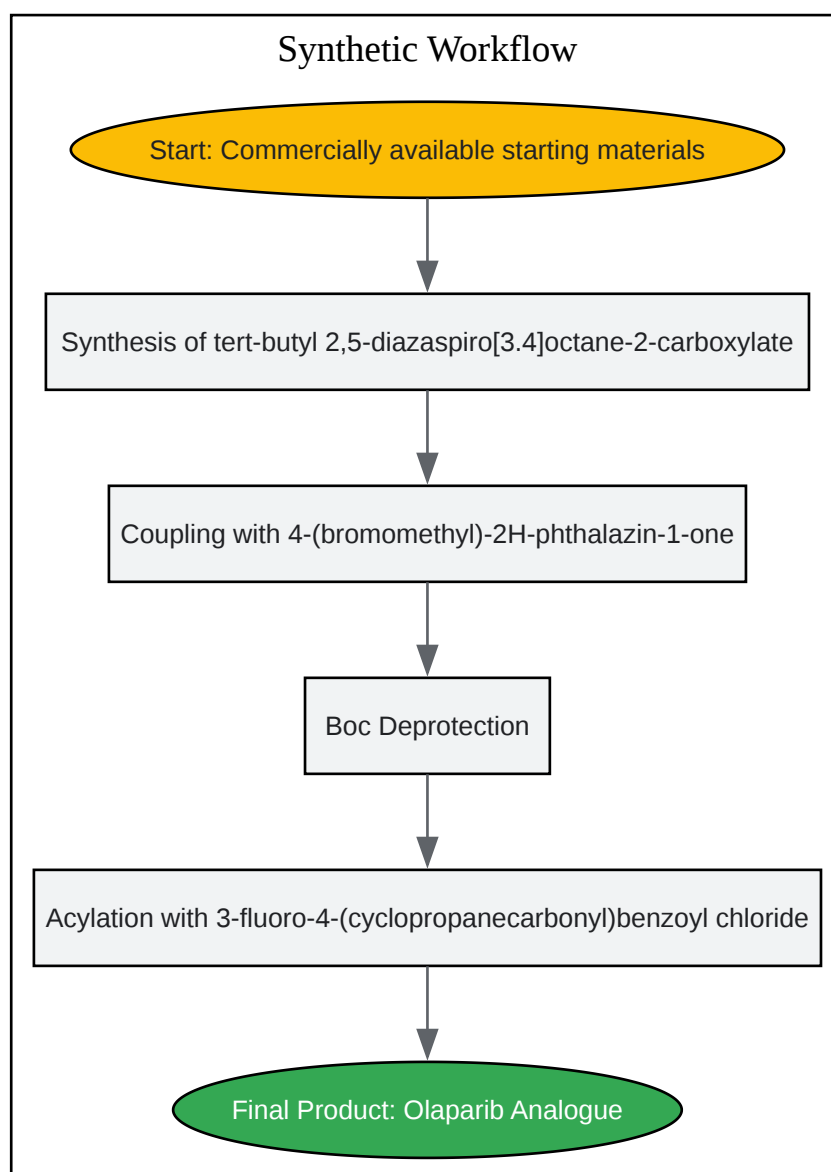 Synthetic Workflow
Start: Commercially available starting materials
Synthesis of tert-butyl 2,5-diazaspiro[3.4]octane-2-carboxylate
Coupling with 4-(bromomethyl)-2H-phthalazin-1-one
Boc Deprotection
Acylation with 3-fluoro-4-(cyclopropanecarbonyl)benzoyl chloride
Final Product: Olaparib Analogue